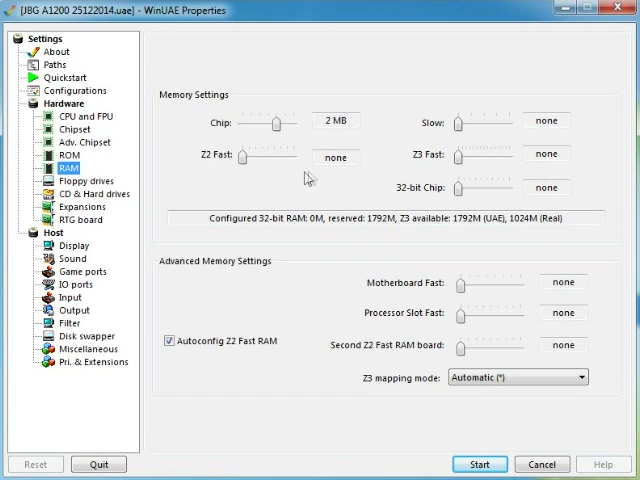 [JBG A1200 25122014.uae] - WinUAE Properties
Settings
About
Paths
Quickstart
Configurations
Hardware
CPU and FPU
Chipset
Adv. Chipset
ROM
RAM
Floppy drives
CD & Hard drives
Expansions
RTG board
Host
Display
Sound
Game ports
IO ports
Input
Output
Filter
Disk swapper
Miscellaneous
Pri. & Extensions
Memory Settings
Chip: 2 MB Slow: none
Z2 Fast: none Z3 Fast: none
32-bit Chip: none
Configured 32-bit RAM: 0M, reserved: 1792M, Z3 available: 1792M (UAE), 1024M (Real)
Advanced Memory Settings
Motherboard Fast: none
Processor Slot Fast: none
Autoconfig Z2 Fast RAM Second Z2 Fast RAM board: none
Z3 mapping mode: Automatic (*)
Reset Quit Start Cancel Help